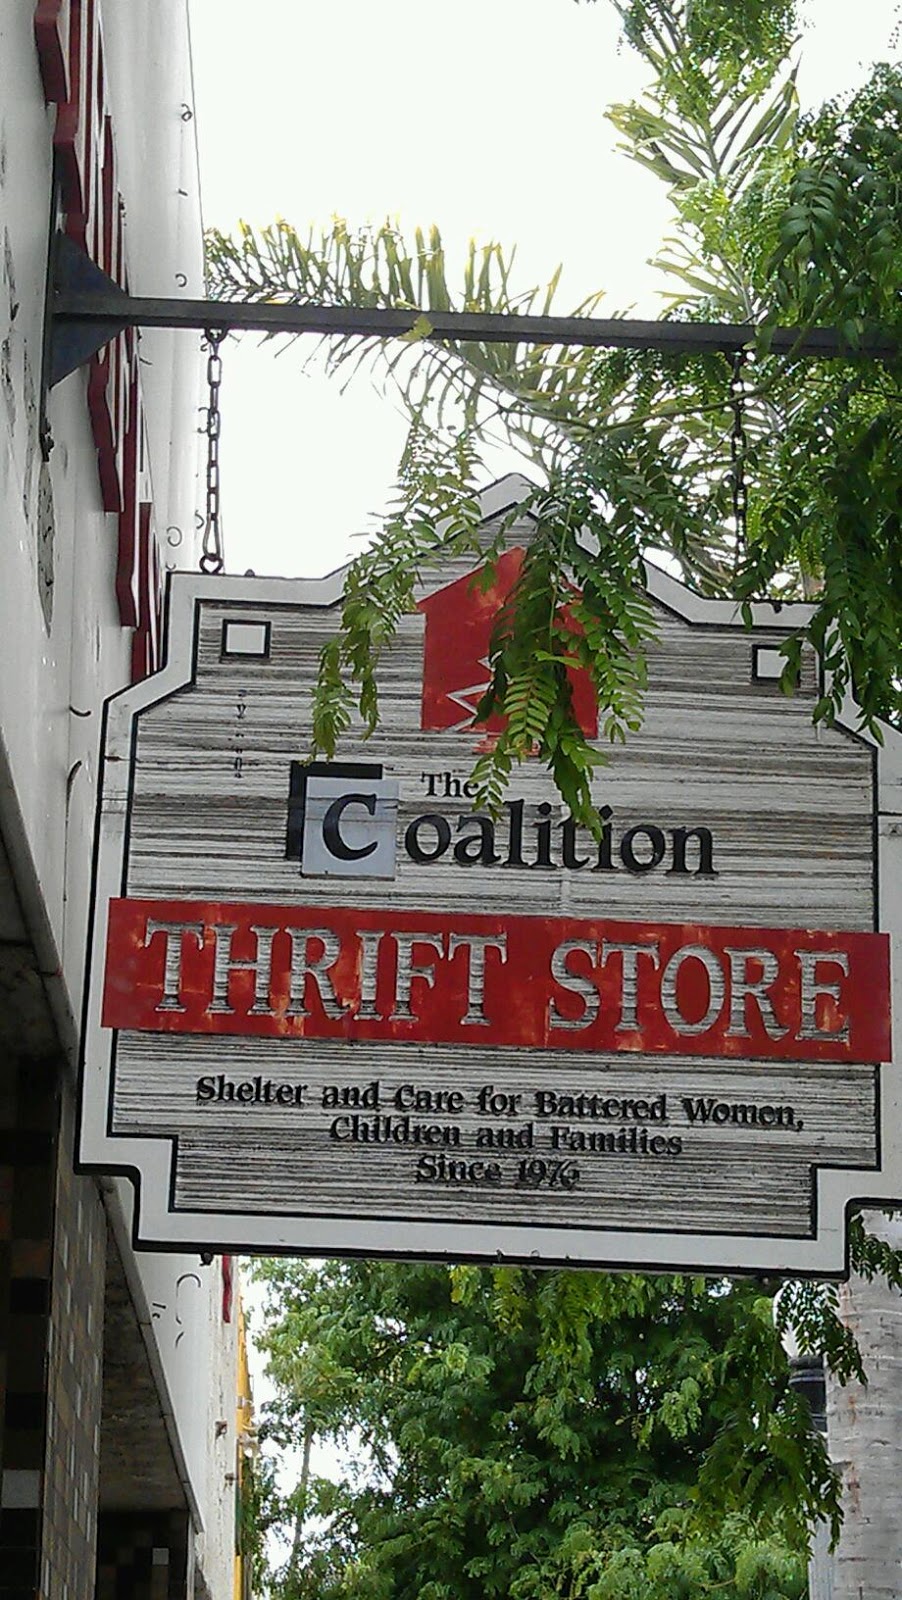 The
Coalition
THRIFT STORE
Shelter and Care for Battered Women,
Children and Families
Since 1976